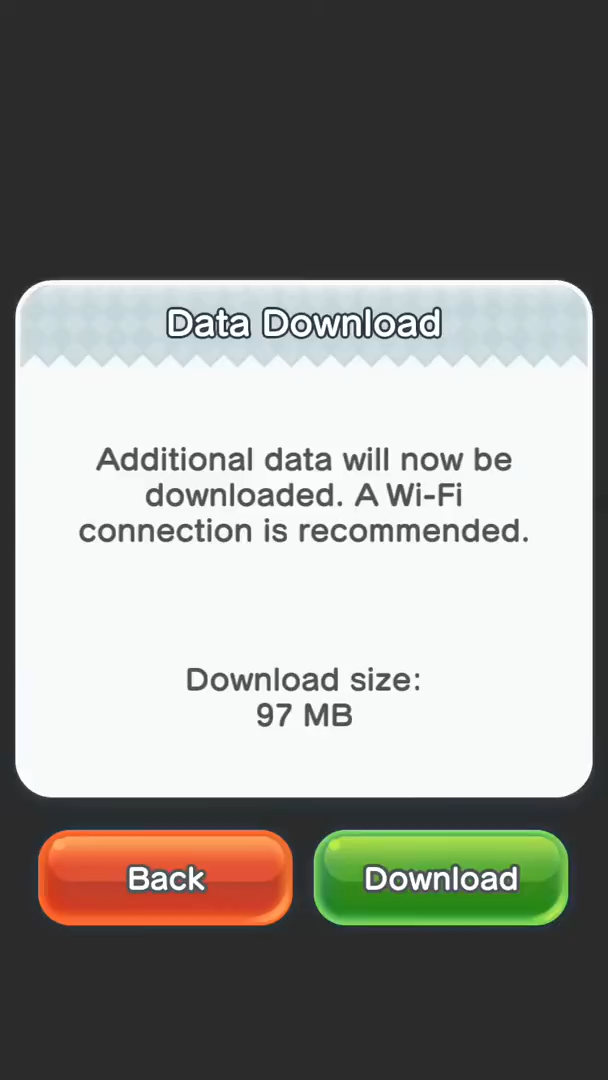 Data Download
Additional data will now be
downloaded. A Wi-Fi
connection is recommended.
Download size:
97 MB
Back
Download